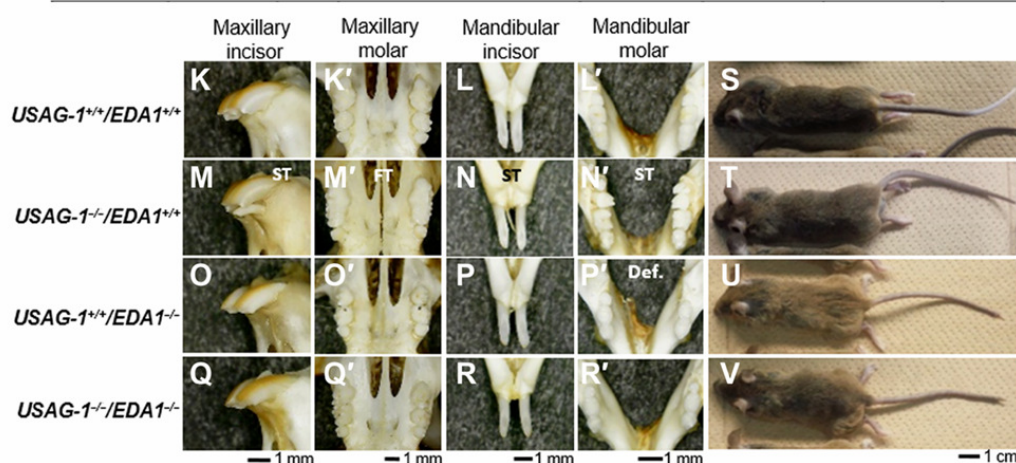 Maxillary incisor
Maxillary molar
Mandibular incisor
Mandibular molar
USAG-1+/+/EDA1+/+
K
K′
L
L′
S
USAG-1–/–/EDA1+/+
M
ST
M′
FT
N
ST
N′
ST
T
USAG-1+/+/EDA1–/–
O
O′
P
P′
Def.
U
USAG-1–/–/EDA1–/–
Q
Q′
R
R′
V
1 mm
1 mm
1 mm
1 mm
1 cm